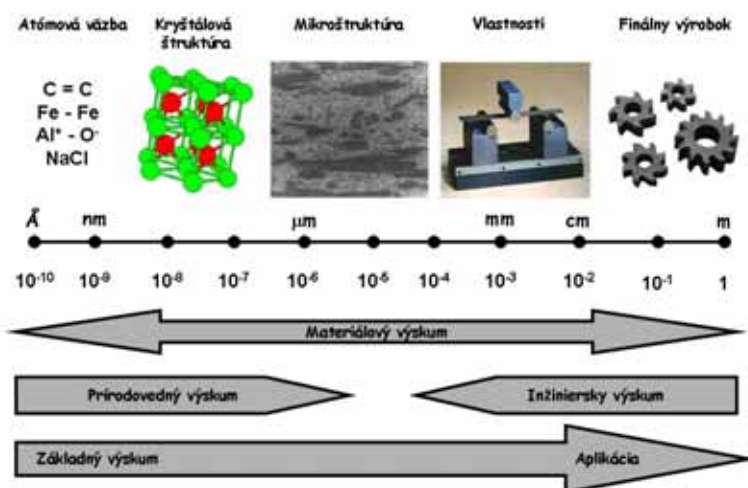 Atómová väzba
Kryštálová štruktúra
Mikroštruktúra
Vlastnosti
Finálny výrobok
C = C
Fe - Fe
Al⁺ - O⁻
NaCl
Å nm μm mm cm m
10⁻¹⁰ 10⁻⁹ 10⁻⁸ 10⁻⁷ 10⁻⁶ 10⁻⁵ 10⁻⁴ 10⁻³ 10⁻² 10⁻¹ 1
Materiálový výskum
Prírodovedný výskum
Inžiniersky výskum
Základný výskum
Aplikácia